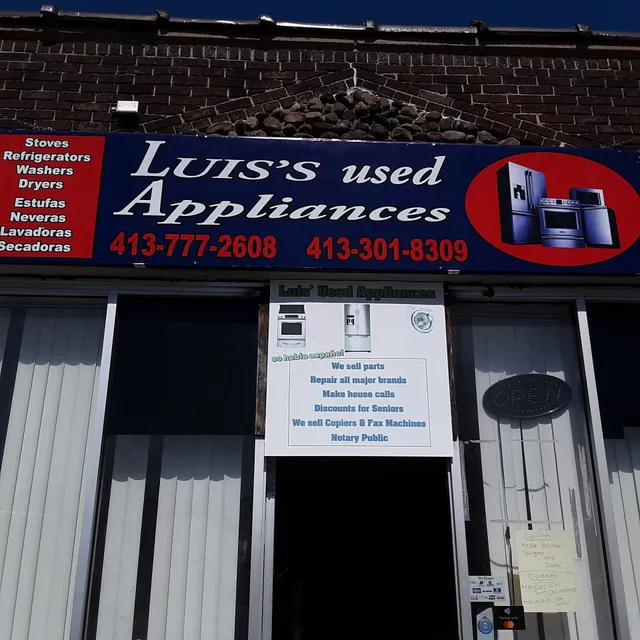 Stoves
Refrigerators
Washers
Dryers
Estufas
Neveras
Lavadoras
Secadoras
LUIS'S used
Appliances
413-777-2608 413-301-8309
Luis' Used Appliances
se habla español
We sell parts
Repair all major brands
Make house calls
Discounts for Seniors
We sell Copiers & Fax Machines
Notary Public
OPEN